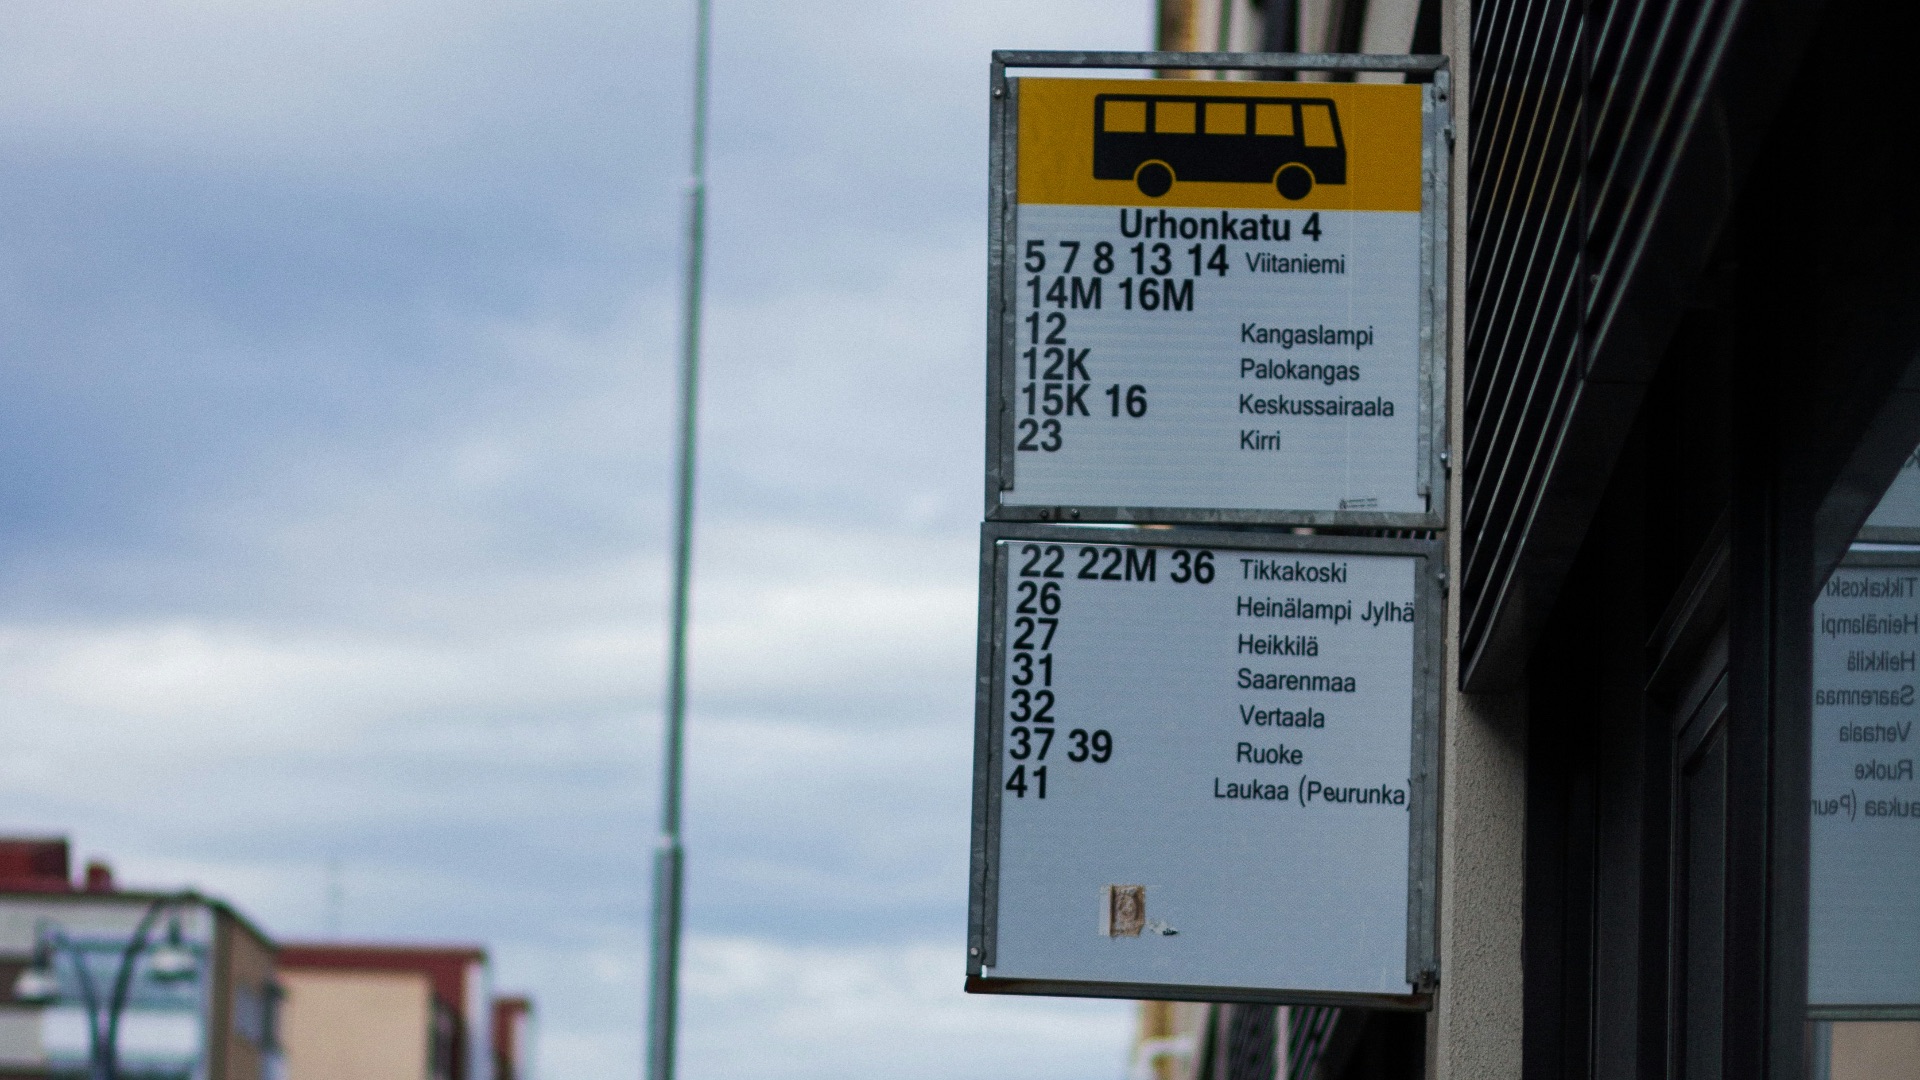 Urhonkatu 4
5 7 8 13 14 Viitaniemi
14M 16M
12 Kangaslampi
12K Palokangas
15K 16 Keskussairaala
23 Kirri
22 22M 36 Tikkakoski
26 Heinälampi Jylhä
27 Heikkilä
31 Saarenmaa
32 Vertaala
37 39 Ruoke
41 Laukaa (Peurunka)